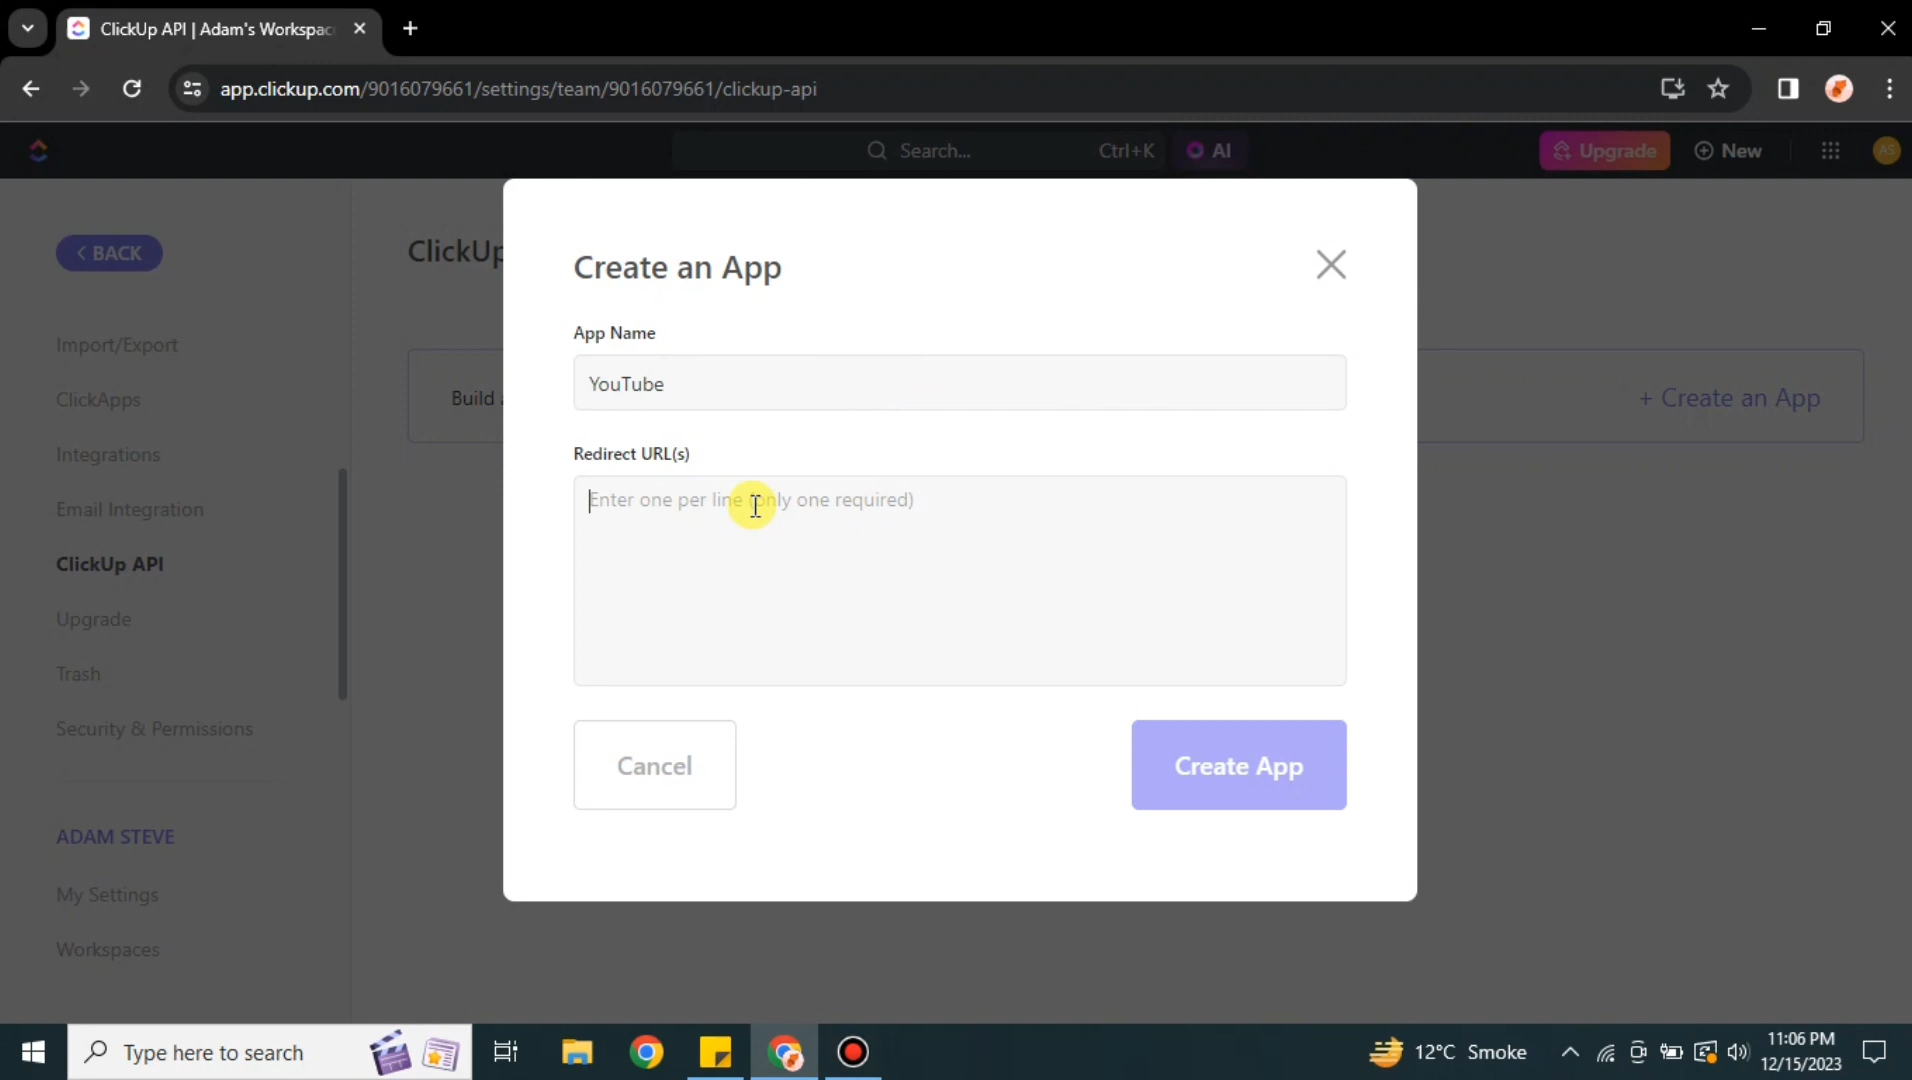 ClickUp API | Adam's Workspac
app.clickup.com/9016079661/settings/team/9016079661/clickup-api
Search...
Ctrl+K
AI
Upgrade
New
AS
BACK
ClickUp
Import/Export
ClickApps
Integrations
Email Integration
ClickUp API
Upgrade
Trash
Security & Permissions
ADAM STEVE
My Settings
Workspaces
Build
+ Create an App
Create an App
App Name
YouTube
Redirect URL(s)
Enter one per line (only one required)
Cancel
Create App
Type here to search
12°C Smoke
11:06 PM
12/15/2023